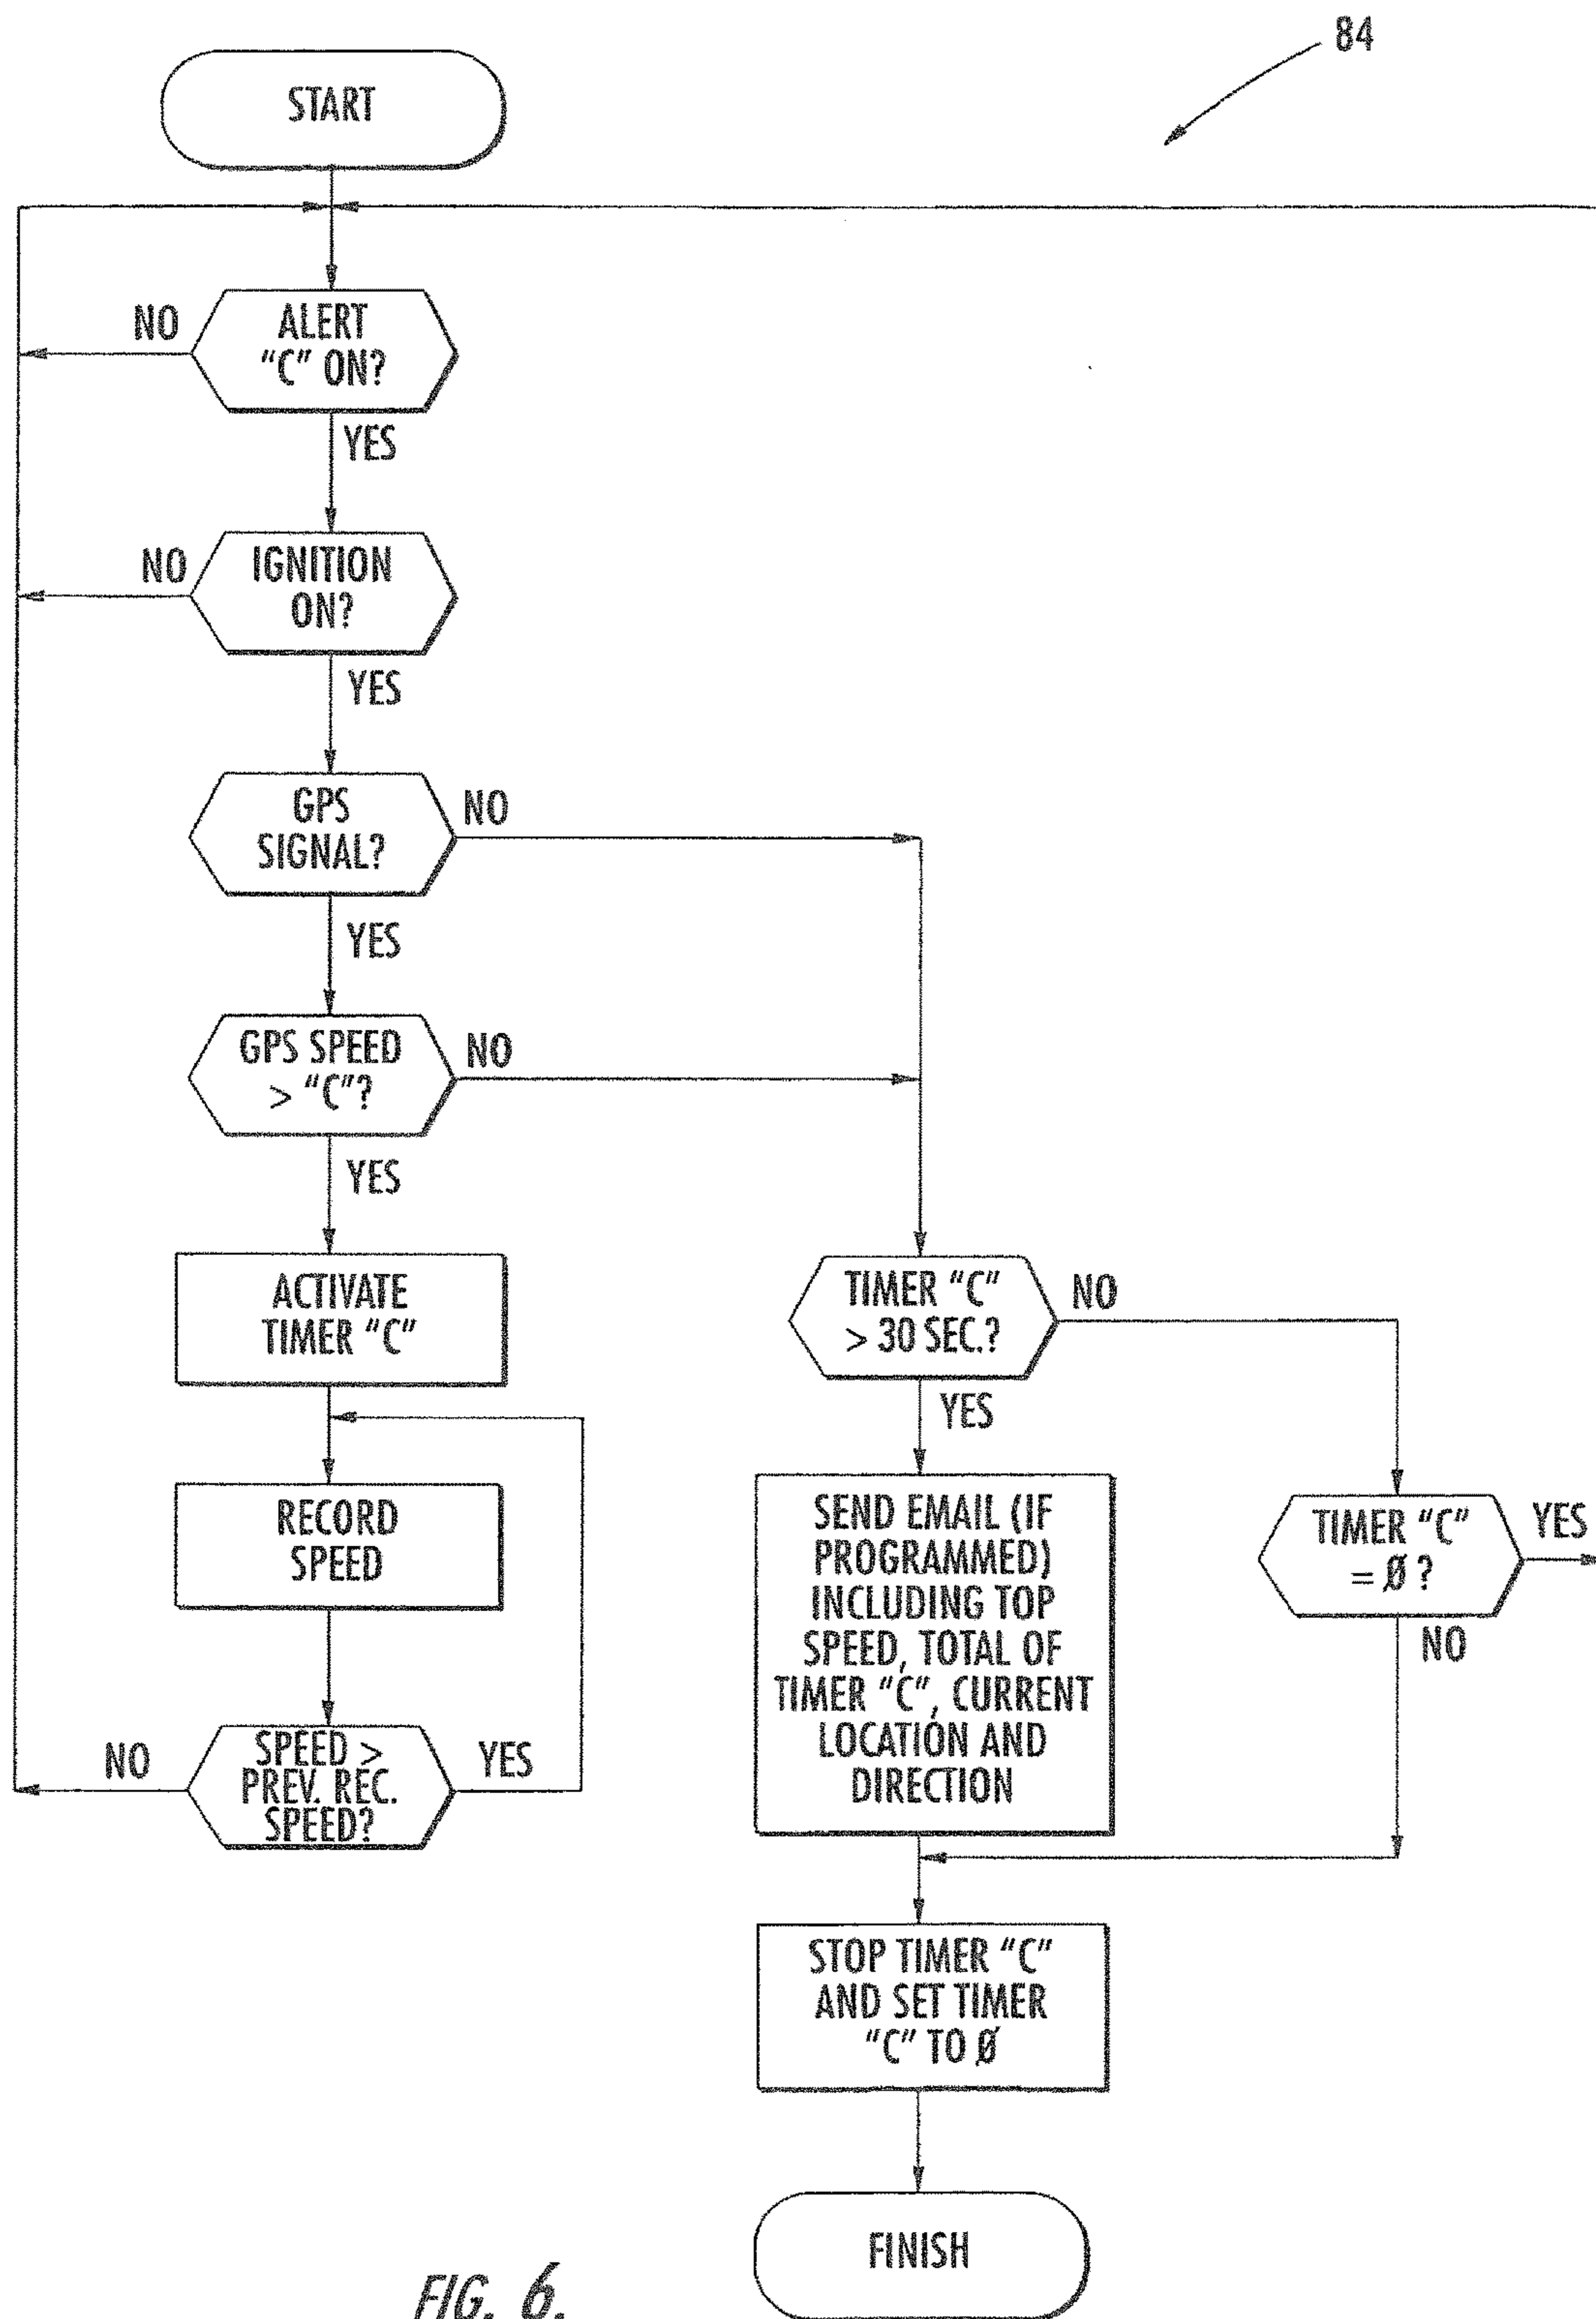 84
START
NO
ALERT
"C" ON?
YES
NO
IGNITION
ON?
YES
GPS
SIGNAL?
NO
YES
GPS SPEED
> "C"?
NO
YES
ACTIVATE
TIMER "C"
RECORD
SPEED
NO
SPEED >
PREV. REC.
SPEED?
YES
TIMER "C"
> 30 SEC.?
NO
YES
SEND EMAIL (IF
PROGRAMMED)
INCLUDING TOP
SPEED, TOTAL OF
TIMER "C", CURRENT
LOCATION AND
DIRECTION
TIMER "C"
= Ø ?
YES
NO
STOP TIMER "C"
AND SET TIMER
"C" TO Ø
FINISH
FIG. 6.